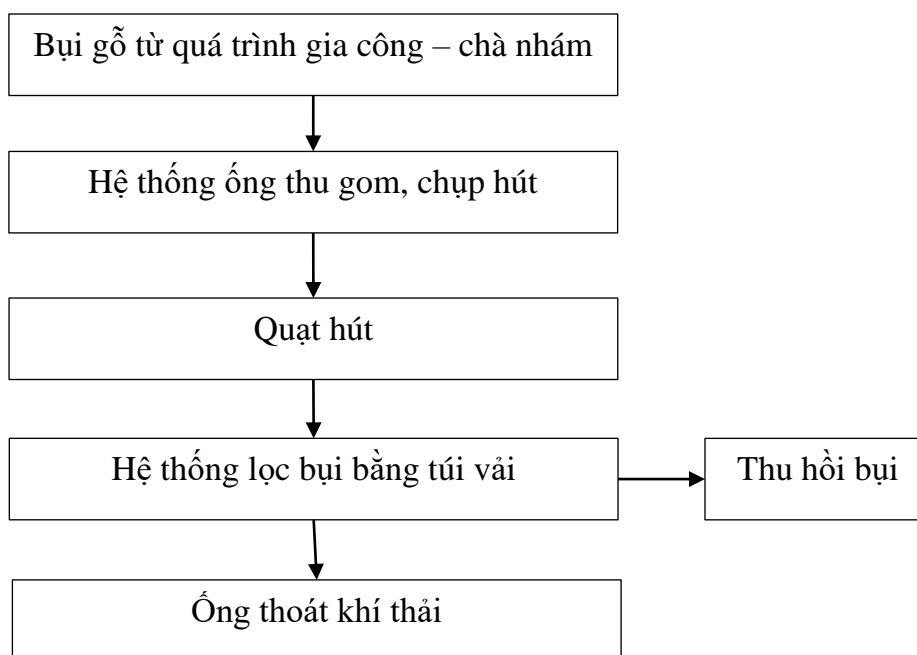 Bụi gỗ từ quá trình gia công – chà nhám
Hệ thống ống thu gom, chụp hút
Quạt hút
Hệ thống lọc bụi bằng túi vải
Thu hồi bụi
Ống thoát khí thải